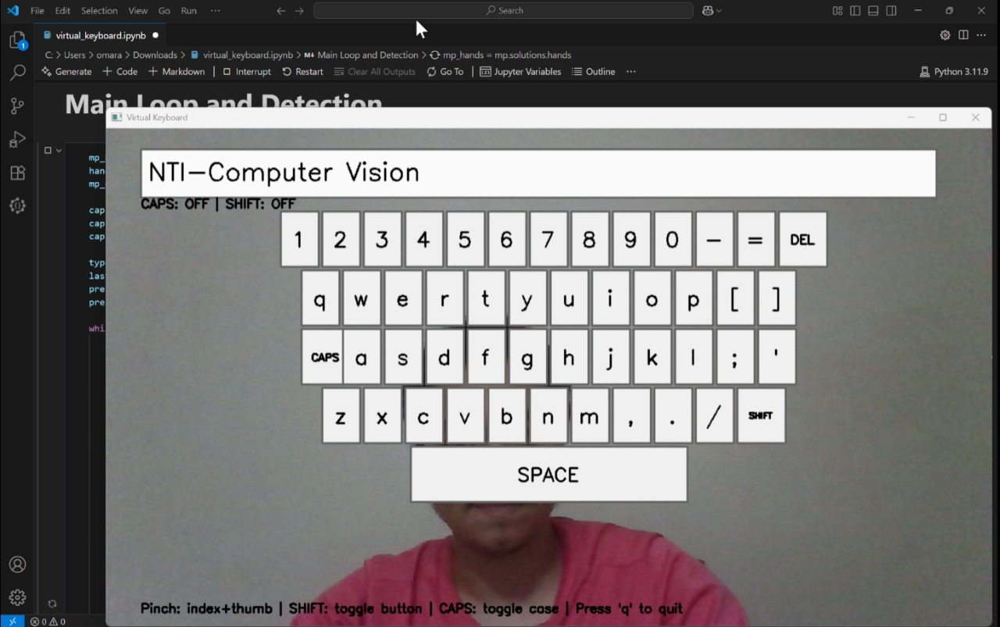 File Edit Selection View Go Run ··· Search
virtual_keyboard.ipynb
1
C: > Users > omara > Downloads > virtual_keyboard.ipynb > M↓ Main Loop and Detection > mp_hands = mp.solutions.hands
Generate + Code + Markdown | Interrupt Restart Clear All Outputs Go To | Jupyter Variables Outline ··· Python 3.11.9
Main Loop and Detection
Virtual Keyboard
mp_
han
mp_
cap
cap
cap
typ
las
pre
pre
whi
NTI-Computer Vision
CAPS: OFF | SHIFT: OFF
1 2 3 4 5 6 7 8 9 0 - = DEL
q w e r t y u i o p [ ]
CAPS a s d f g h j k l ; '
z x c v b n m , . / SHIFT
SPACE
Pinch: index+thumb | SHIFT: toggle button | CAPS: toggle case | Press 'q' to quit
0 0